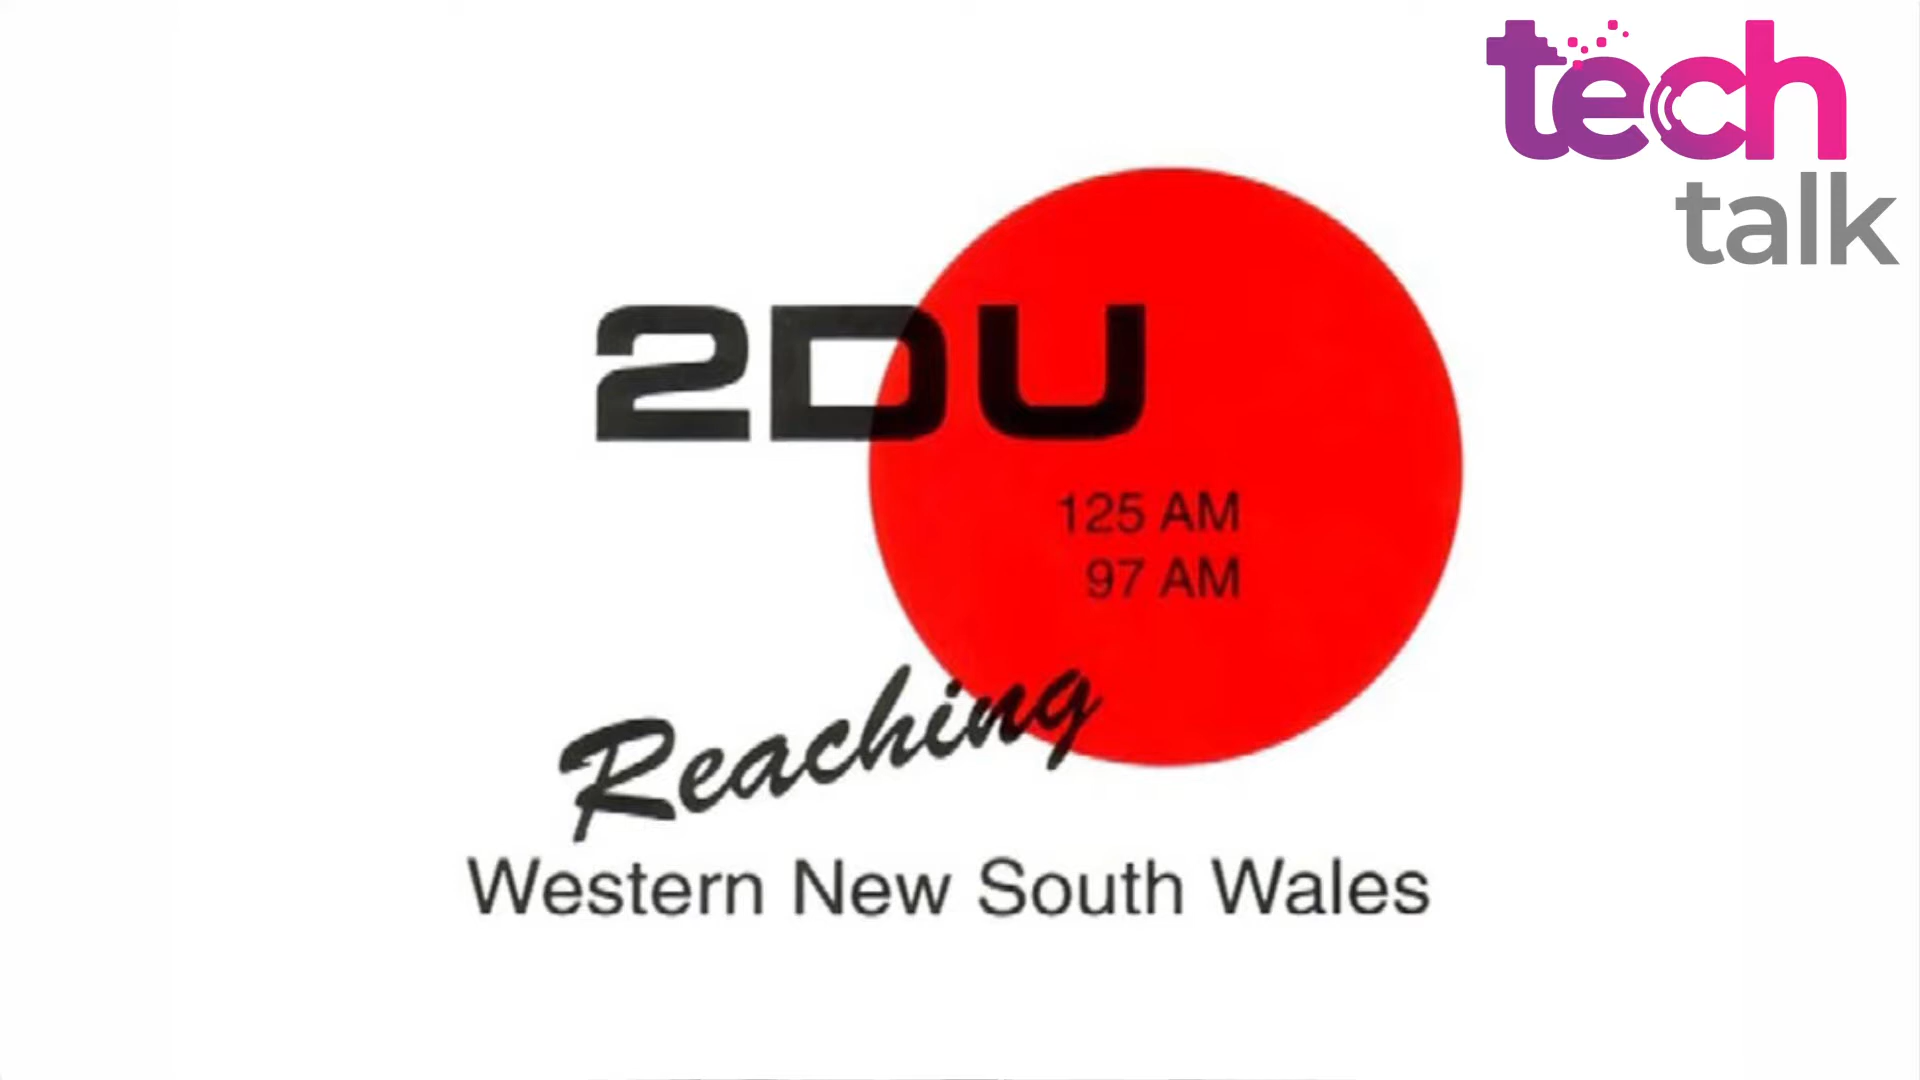 tech
talk
2DU
125 AM
97 AM
Reaching
Western New South Wales